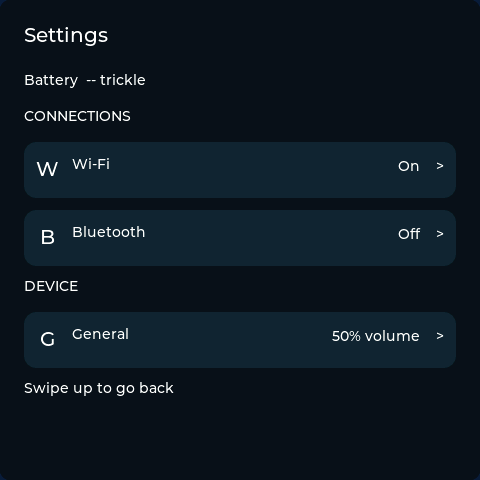 Settings
Battery  -- trickle
CONNECTIONS
W Wi-Fi On >
B Bluetooth Off >
DEVICE
G General 50% volume >
Swipe up to go back